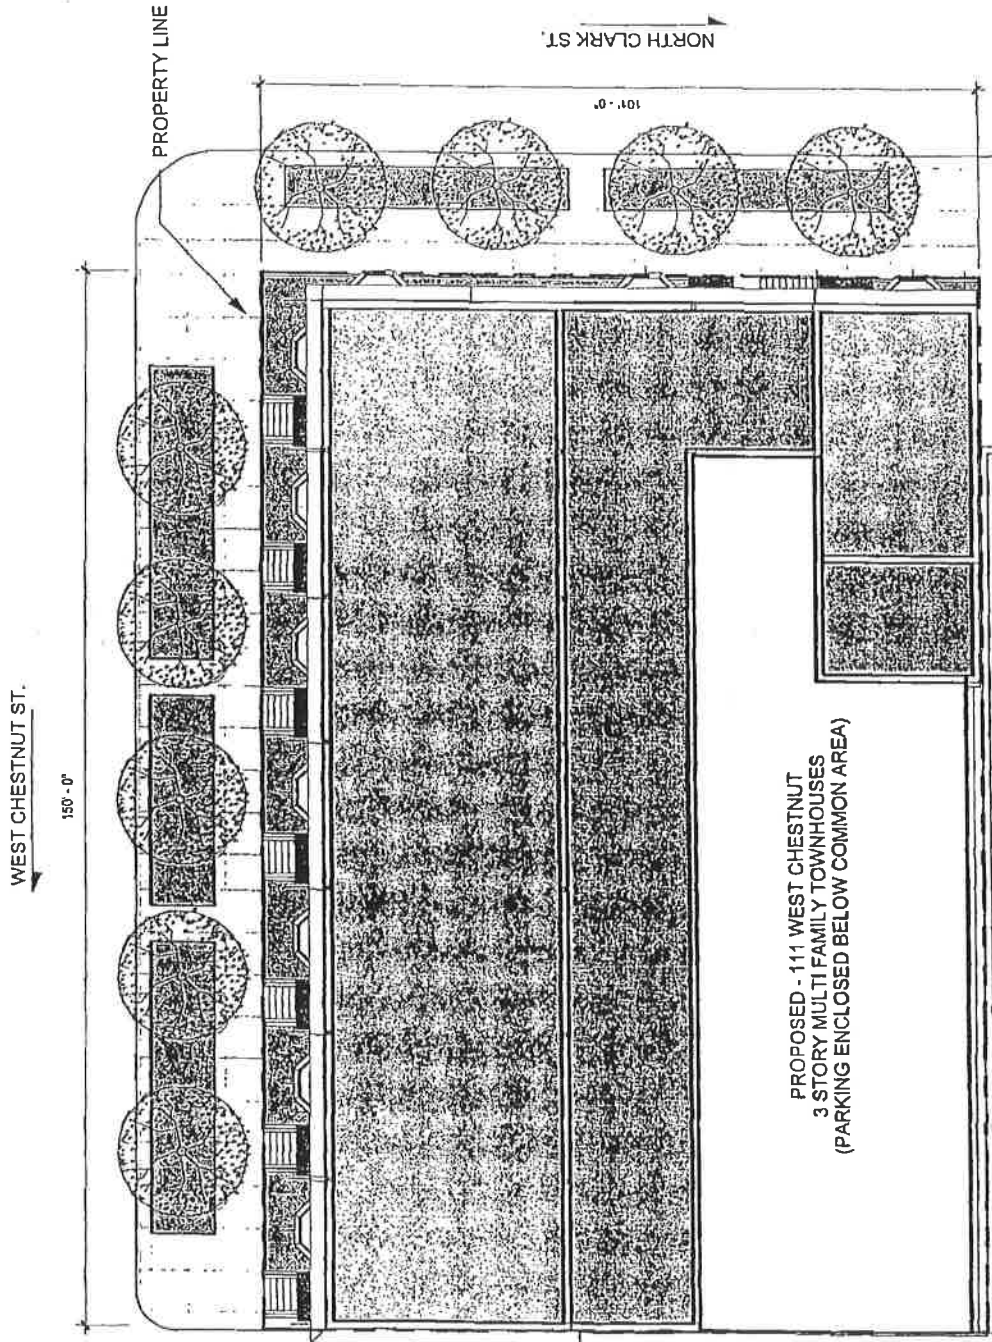 WEST CHESTNUT ST.
150' - 0"
PROPERTY LINE
NORTH CLARK ST.
101' - 0"
PROPOSED - 111 WEST CHESTNUT
3 STORY MULTI FAMILY TOWNHOUSES
(PARKING ENCLOSED BELOW COMMON AREA)